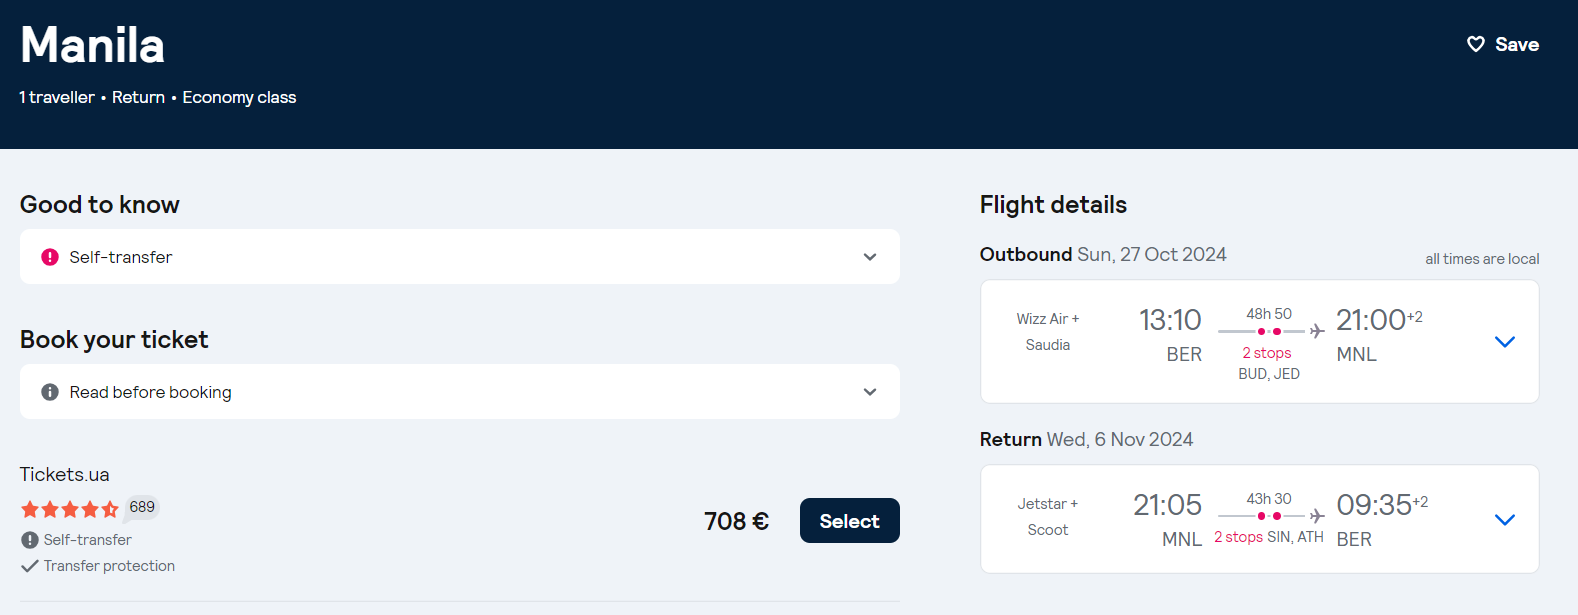 Manila
Save
1 traveller • Return • Economy class
Good to know
Self-transfer
Book your ticket
Read before booking
Tickets.ua
689
Self-transfer
Transfer protection
708 €
Select
Flight details
Outbound Sun, 27 Oct 2024
all times are local
Wizz Air +
Saudia
13:10
BER
48h 50
2 stops
BUD, JED
21:00+2
MNL
Return Wed, 6 Nov 2024
Jetstar +
Scoot
21:05
MNL
43h 30
2 stops SIN, ATH
09:35+2
BER